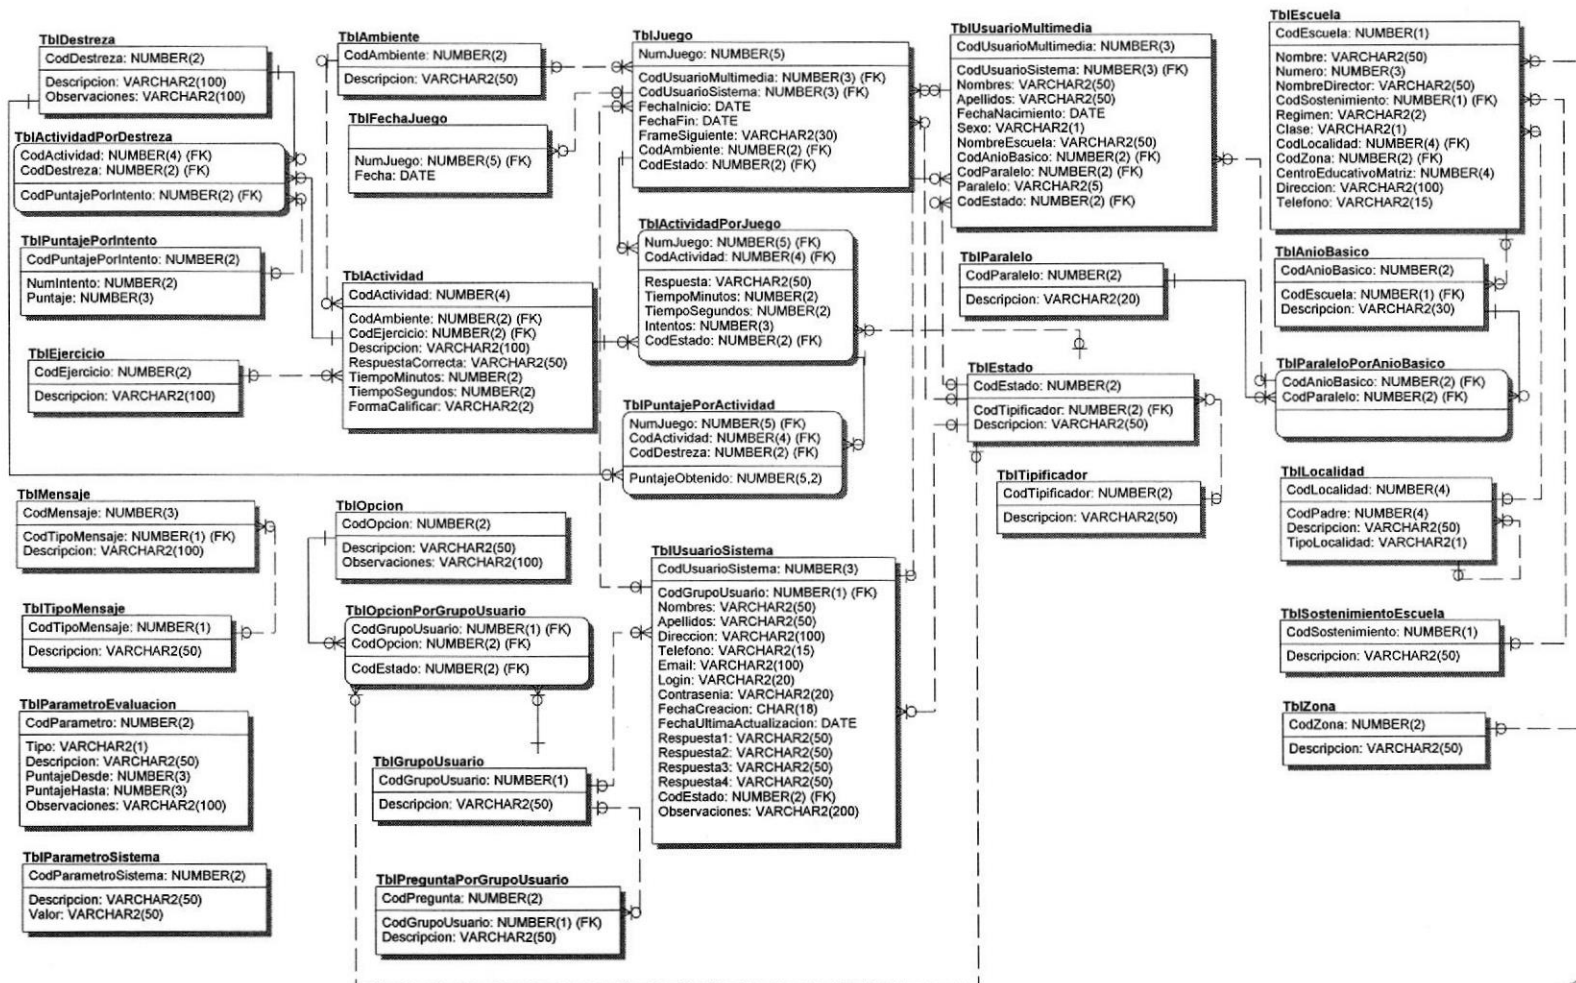 TblDestreza
CodDestreza: NUMBER(2)
Descripcion: VARCHAR2(100)
Observaciones: VARCHAR2(100)
TblActividadPorDestreza
CodActividad: NUMBER(4) (FK)
CodDestreza: NUMBER(2) (FK)
CodPuntajePorIntento: NUMBER(2) (FK)
TblPuntajePorIntento
CodPuntajePorIntento: NUMBER(2)
NumIntento: NUMBER(2)
Puntaje: NUMBER(3)
TblEjercicio
CodEjercicio: NUMBER(2)
Descripcion: VARCHAR2(100)
TblMensaje
CodMensaje: NUMBER(3)
CodTipoMensaje: NUMBER(1) (FK)
Descripcion: VARCHAR2(100)
TblTipoMensaje
CodTipoMensaje: NUMBER(1)
Descripcion: VARCHAR2(50)
TblParametroEvaluacion
CodParametro: NUMBER(2)
Tipo: VARCHAR2(1)
Descripcion: VARCHAR2(50)
PuntajeDesde: NUMBER(3)
PuntajeHasta: NUMBER(3)
Observaciones: VARCHAR2(100)
TblParametroSistema
CodParametroSistema: NUMBER(2)
Descripcion: VARCHAR2(50)
Valor: VARCHAR2(50)
TblAmbiente
CodAmbiente: NUMBER(2)
Descripcion: VARCHAR2(50)
TblFechaJuego
NumJuego: NUMBER(5) (FK)
Fecha: DATE
TblActividad
CodActividad: NUMBER(4)
CodAmbiente: NUMBER(2) (FK)
CodEjercicio: NUMBER(2) (FK)
Descripcion: VARCHAR2(100)
RespuestaCorrecta: VARCHAR2(50)
TiempoMinutos: NUMBER(2)
TiempoSegundos: NUMBER(2)
FormaCalificar: VARCHAR2(2)
TblOpcion
CodOpcion: NUMBER(2)
Descripcion: VARCHAR2(50)
Observaciones: VARCHAR2(100)
TblOpcionPorGrupoUsuario
CodGrupoUsuario: NUMBER(1) (FK)
CodOpcion: NUMBER(2) (FK)
CodEstado: NUMBER(2) (FK)
TblGrupoUsuario
CodGrupoUsuario: NUMBER(1)
Descripcion: VARCHAR2(50)
TblPreguntaPorGrupoUsuario
CodPregunta: NUMBER(2)
CodGrupoUsuario: NUMBER(1) (FK)
Descripcion: VARCHAR2(50)
TblJuego
NumJuego: NUMBER(5)
CodUsuarioMultimedia: NUMBER(3) (FK)
CodUsuarioSistema: NUMBER(3) (FK)
FechaInicio: DATE
FechaFin: DATE
FrameSiguiente: VARCHAR2(30)
CodAmbiente: NUMBER(2) (FK)
CodEstado: NUMBER(2) (FK)
TblActividadPorJuego
NumJuego: NUMBER(5) (FK)
CodActividad: NUMBER(4) (FK)
Respuesta: VARCHAR2(50)
TiempoMinutos: NUMBER(2)
TiempoSegundos: NUMBER(2)
Intentos: NUMBER(3)
CodEstado: NUMBER(2) (FK)
TblPuntajePorActividad
NumJuego: NUMBER(5) (FK)
CodActividad: NUMBER(4) (FK)
CodDestreza: NUMBER(2) (FK)
PuntajeObtenido: NUMBER(5,2)
TblUsuarioSistema
CodUsuarioSistema: NUMBER(3)
CodGrupoUsuario: NUMBER(1) (FK)
Nombres: VARCHAR2(50)
Apellidos: VARCHAR2(50)
Direccion: VARCHAR2(100)
Telefono: VARCHAR2(15)
Email: VARCHAR2(100)
Login: VARCHAR2(20)
Contrasenia: VARCHAR2(20)
FechaCreacion: CHAR(18)
FechaUltimaActualizacion: DATE
Respuesta1: VARCHAR2(50)
Respuesta2: VARCHAR2(50)
Respuesta3: VARCHAR2(50)
Respuesta4: VARCHAR2(50)
CodEstado: NUMBER(2) (FK)
Observaciones: VARCHAR2(200)
TblUsuarioMultimedia
CodUsuarioMultimedia: NUMBER(3)
CodUsuarioSistema: NUMBER(3) (FK)
Nombres: VARCHAR2(50)
Apellidos: VARCHAR2(50)
FechaNacimiento: DATE
Sexo: VARCHAR2(1)
NombreEscuela: VARCHAR2(50)
CodAnioBasico: NUMBER(2) (FK)
CodParalelo: NUMBER(2) (FK)
Paralelo: VARCHAR2(5)
CodEstado: NUMBER(2) (FK)
TblParalelo
CodParalelo: NUMBER(2)
Descripcion: VARCHAR2(20)
TblEstado
CodEstado: NUMBER(2)
CodTipificador: NUMBER(2) (FK)
Descripcion: VARCHAR2(50)
TblTipificador
CodTipificador: NUMBER(2)
Descripcion: VARCHAR2(50)
TblEscuela
CodEscuela: NUMBER(1)
Nombre: VARCHAR2(50)
Numero: NUMBER(3)
NombreDirector: VARCHAR2(50)
CodSostenimiento: NUMBER(1) (FK)
Regimen: VARCHAR2(2)
Clase: VARCHAR2(1)
CodLocalidad: NUMBER(4) (FK)
CodZona: NUMBER(2) (FK)
CentroEducativoMatriz: NUMBER(4)
Direccion: VARCHAR2(100)
Telefono: VARCHAR2(15)
TblAnioBasico
CodAnioBasico: NUMBER(2)
CodEscuela: NUMBER(1) (FK)
Descripcion: VARCHAR2(30)
TblParaleloPorAnioBasico
CodAnioBasico: NUMBER(2) (FK)
CodParalelo: NUMBER(2) (FK)
TblLocalidad
CodLocalidad: NUMBER(4)
CodPadre: NUMBER(4)
Descripcion: VARCHAR2(50)
TipoLocalidad: VARCHAR2(1)
TblSostenimientoEscuela
CodSostenimiento: NUMBER(1)
Descripcion: VARCHAR2(50)
TblZona
CodZona: NUMBER(2)
Descripcion: VARCHAR2(50)